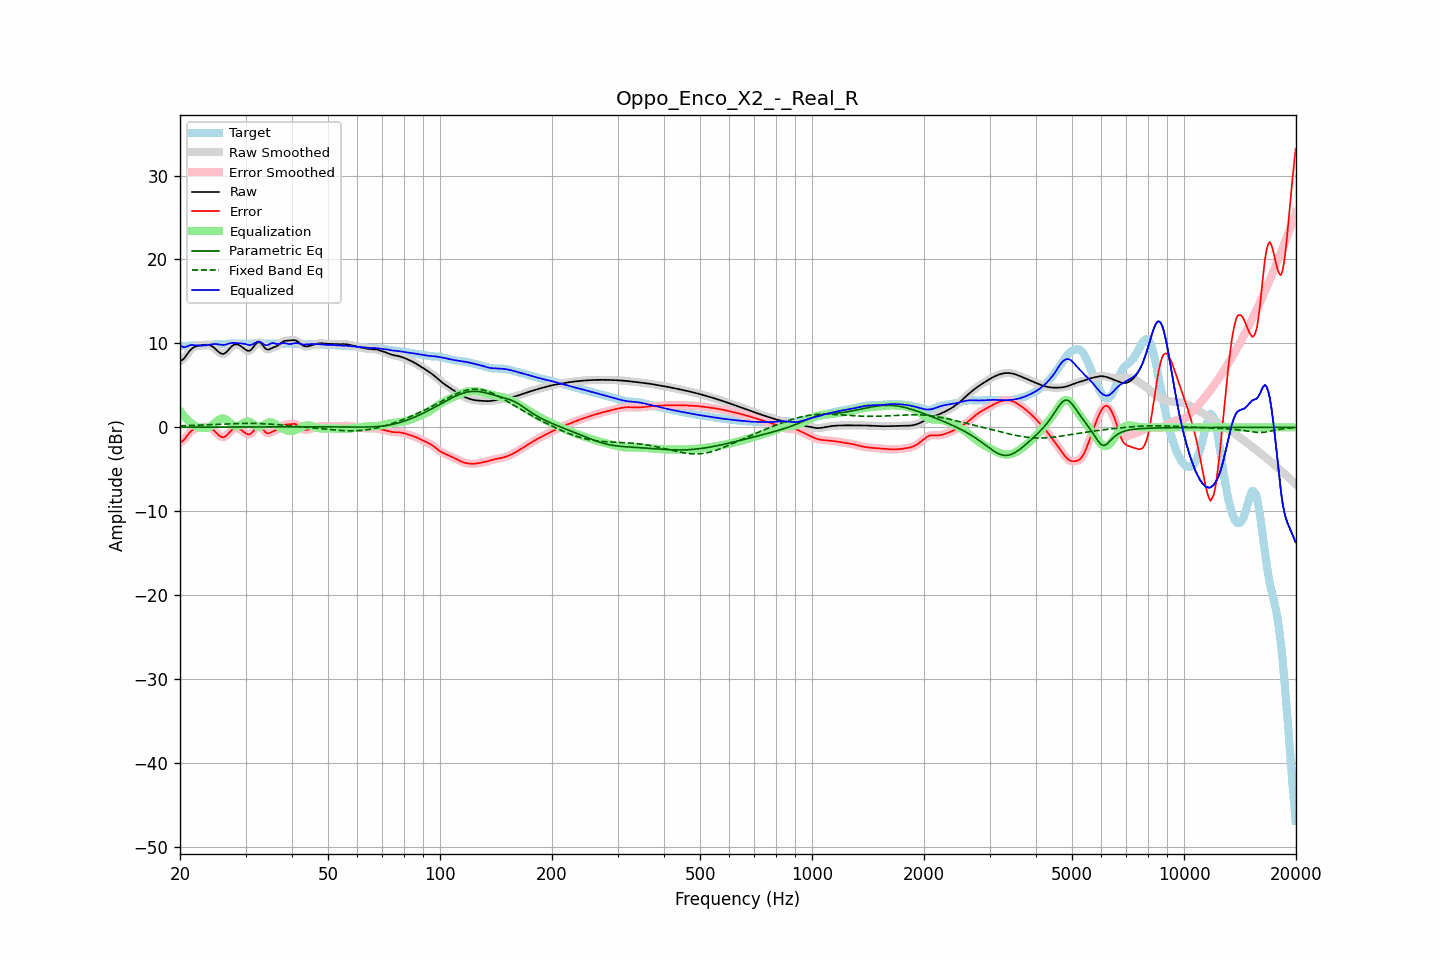 Oppo_Enco_X2_-_Real_R
Target
Raw Smoothed
Error Smoothed
Raw
Error
Equalization
Parametric Eq
Fixed Band Eq
Equalized
30
20
10
0
−10
−20
−30
−40
−50
Amplitude (dBr)
20 50 100 200 500 1000 2000 5000 10000 20000
Frequency (Hz)